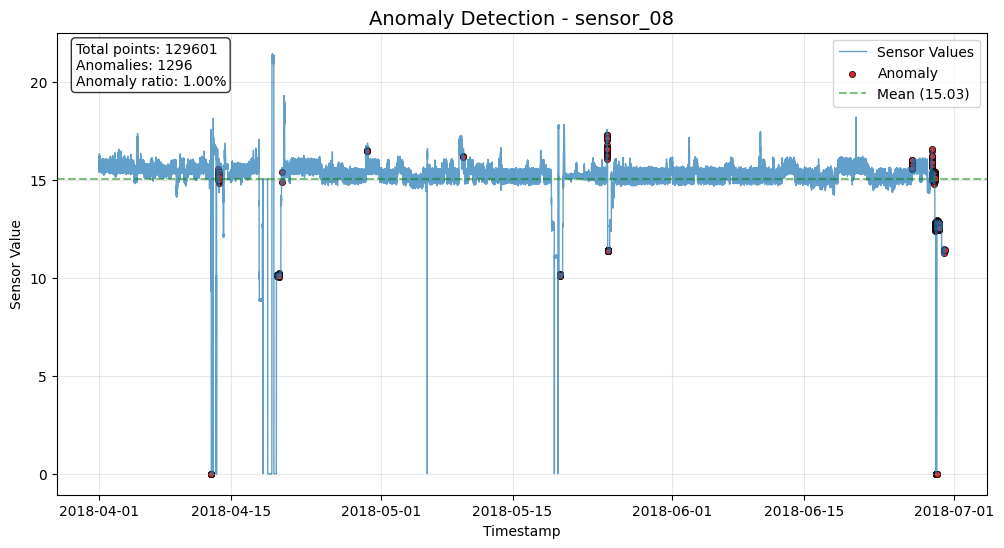 Anomaly Detection - sensor_08
Total points: 129601
Anomalies: 1296
Anomaly ratio: 1.00%
Sensor Values
Anomaly
Mean (15.03)
Sensor Value
20
15
10
5
0
2018-04-01
2018-04-15
2018-05-01
2018-05-15
2018-06-01
2018-06-15
2018-07-01
Timestamp